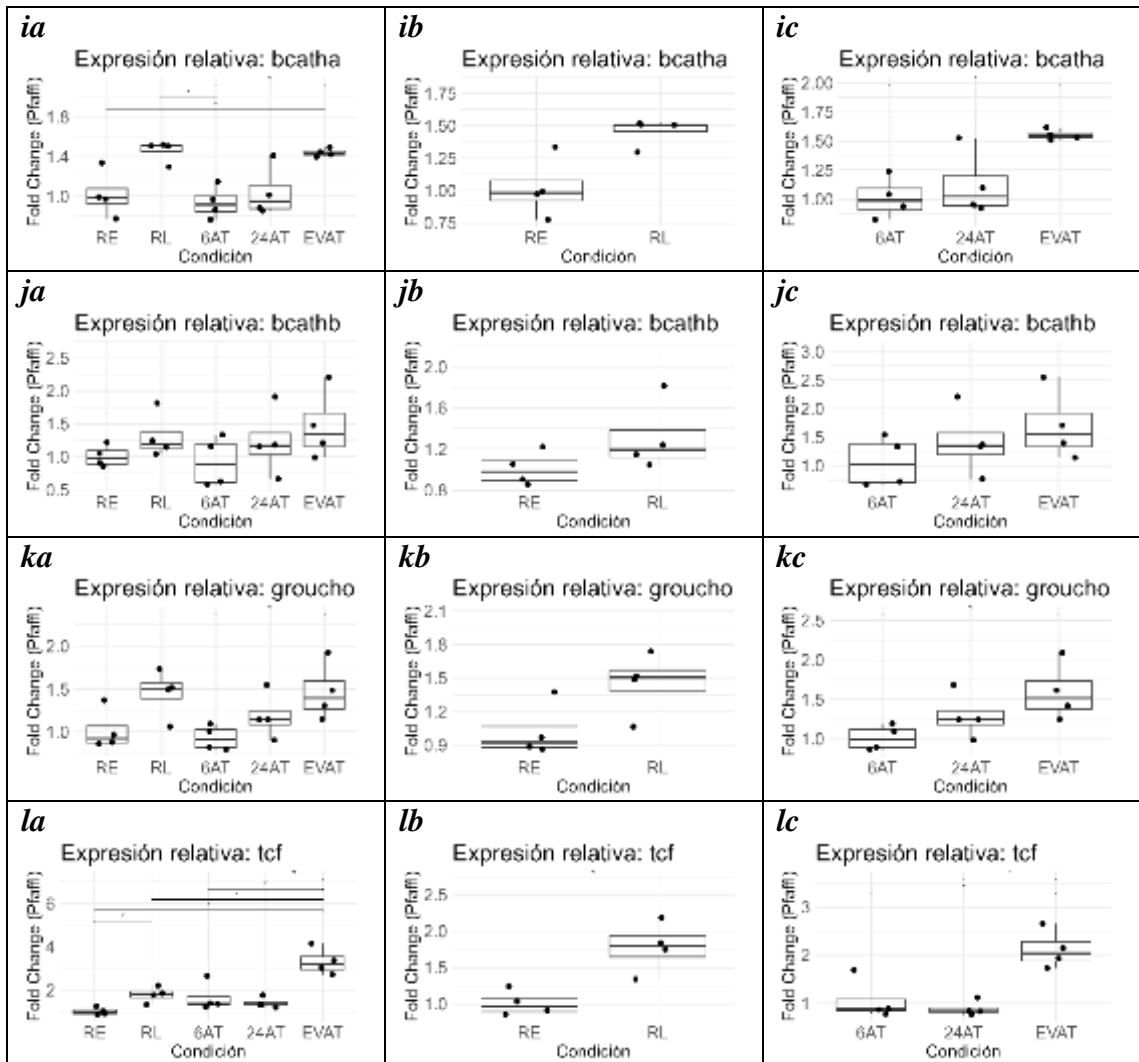 ia
Expresión relativa: bcatha
Fold Change (Pfaffl)
1.8
1.4
1.0
RE RL 6AT 24AT EVAT
Condición
ib
Expresión relativa: bcatha
Fold Change (Pfaffl)
1.75
1.50
1.25
1.00
0.75
RE RL
Condición
ic
Expresión relativa: bcatha
Fold Change (Pfaffl)
2.00
1.50
1.00
6AT 24AT EVAT
Condición
ja
Expresión relativa: bcathb
Fold Change (Pfaffl)
2.5
2.0
1.5
1.0
0.5
RE RL 6AT 24AT EVAT
Condición
jb
Expresión relativa: bcathb
Fold Change (Pfaffl)
2.0
1.6
1.2
0.8
RE RL
Condición
jc
Expresión relativa: bcathb
Fold Change (Pfaffl)
3.0
2.5
2.0
1.5
1.0
6AT 24AT EVAT
Condición
ka
Expresión relativa: groucho
Fold Change (Pfaffl)
2.0
1.5
1.0
RE RL 6AT 24AT EVAT
Condición
kb
Expresión relativa: groucho
Fold Change (Pfaffl)
2.1
1.8
1.5
1.2
0.9
RE RL
Condición
kc
Expresión relativa: groucho
Fold Change (Pfaffl)
2.5
2.0
1.5
1.0
6AT 24AT EVAT
Condición
la
Expresión relativa: tcf
Fold Change (Pfaffl)
6
4
2
RE RL 6AT 24AT EVAT
Condición
lb
Expresión relativa: tcf
Fold Change (Pfaffl)
2.5
2.0
1.5
1.0
RE RL
Condición
lc
Expresión relativa: tcf
Fold Change (Pfaffl)
3
2
1
6AT 24AT EVAT
Condición